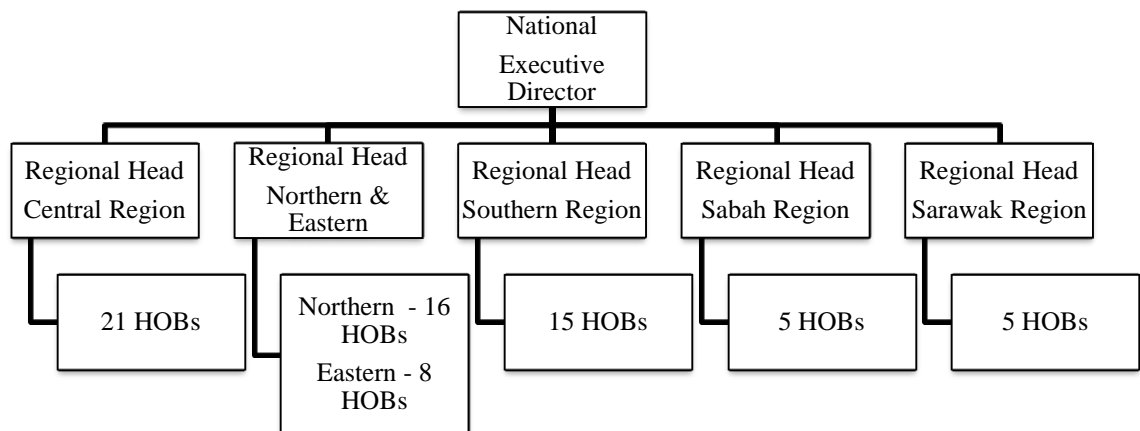 National
Executive
Director
Regional Head
Central Region
Regional Head
Northern &
Eastern
Regional Head
Southern Region
Regional Head
Sabah Region
Regional Head
Sarawak Region
21 HOBs
Northern - 16
HOBs
Eastern - 8
HOBs
15 HOBs
5 HOBs
5 HOBs